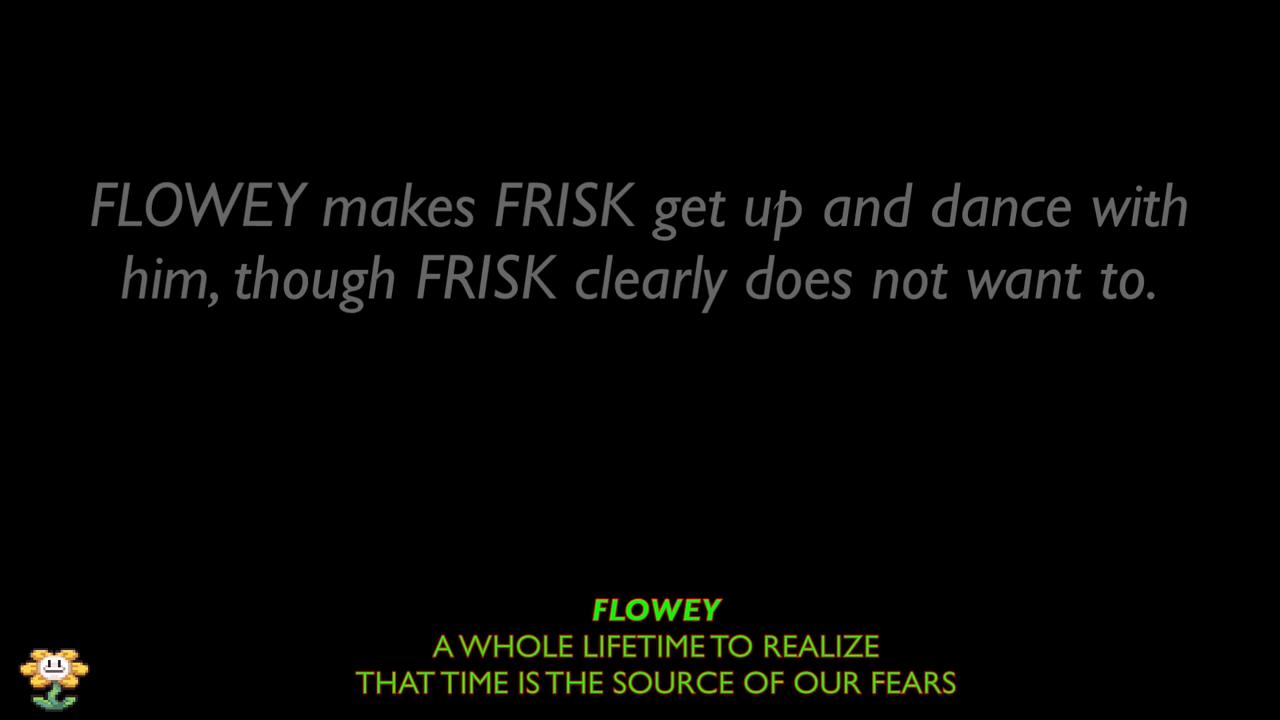 FLOWEY makes FRISK get up and dance with
him, though FRISK clearly does not want to.
FLOWEY
A WHOLE LIFETIME TO REALIZE
THAT TIME IS THE SOURCE OF OUR FEARS